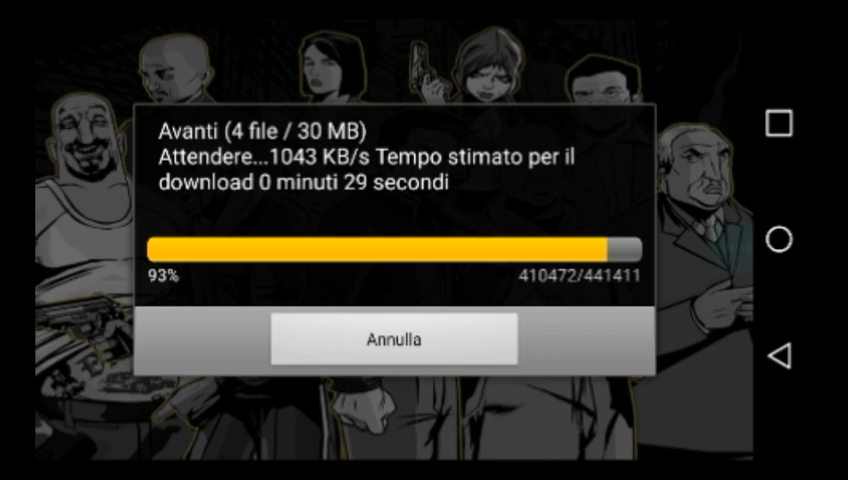 Avanti (4 file / 30 MB)
Attendere...1043 KB/s Tempo stimato per il
download 0 minuti 29 secondi
93%
410472/441411
Annulla